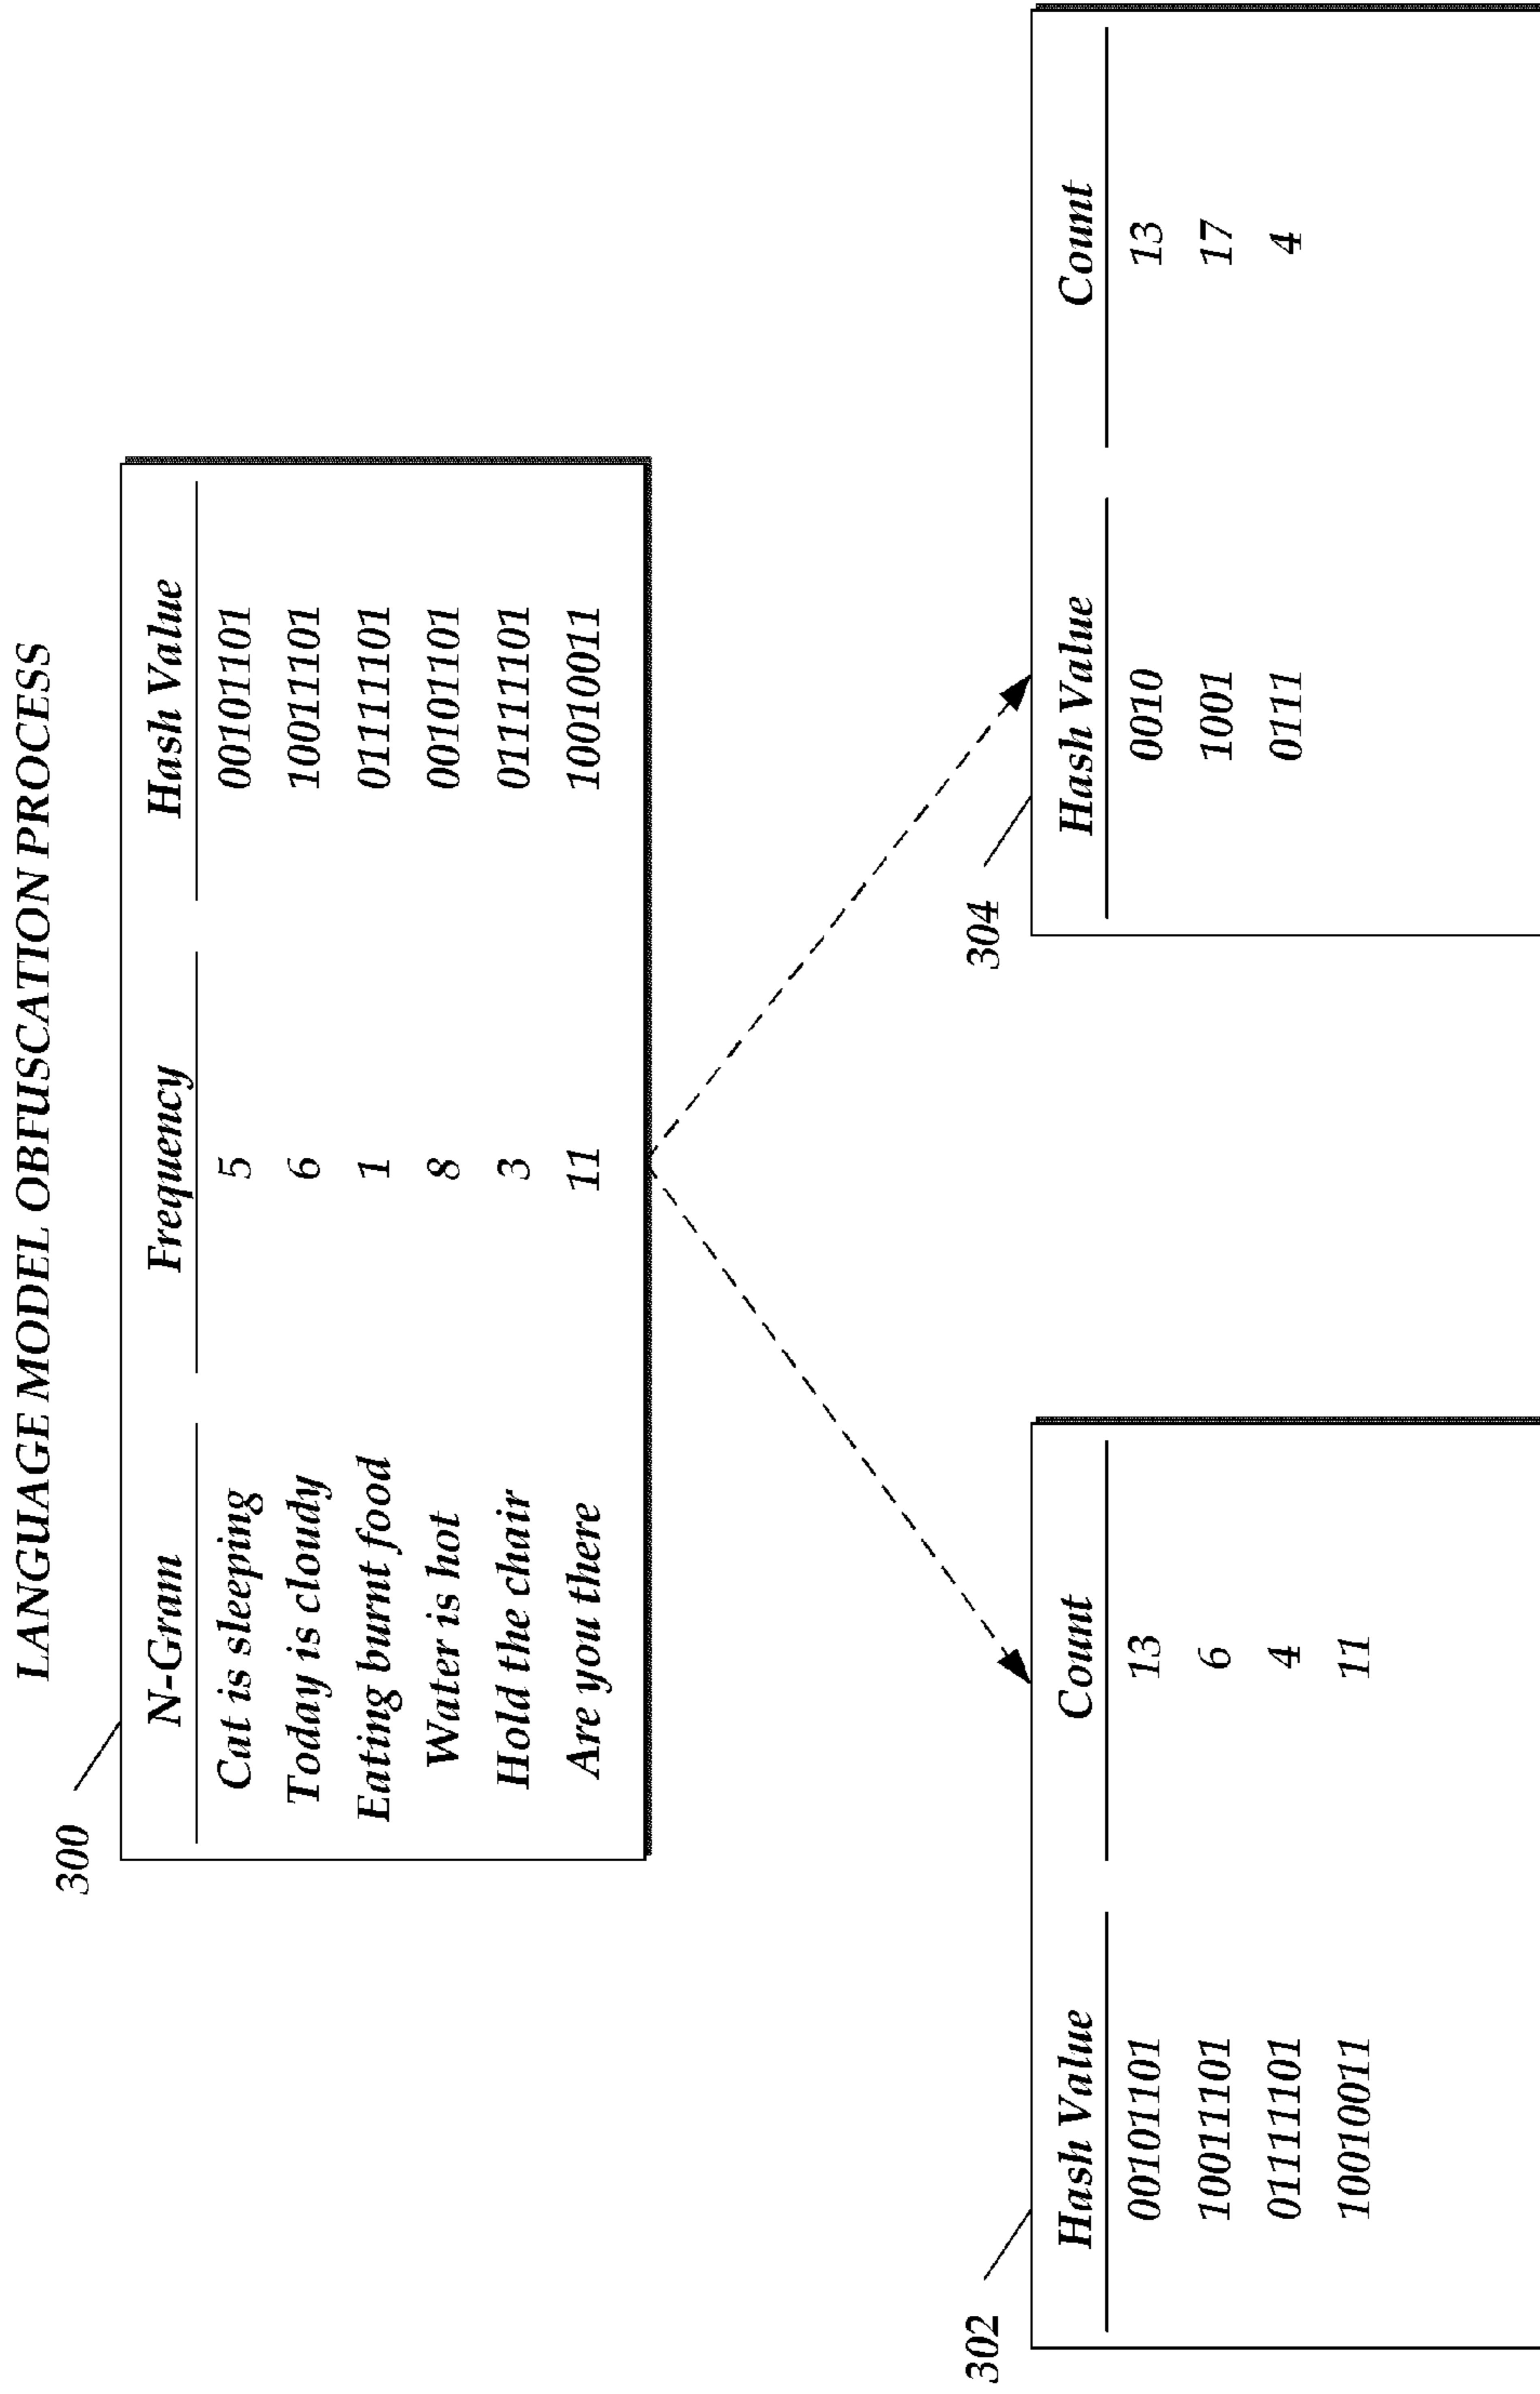 LANGUAGE MODEL OBFUSCATION PROCESS
300
N-Gram Frequency Hash Value
Cat is sleeping 5 00101101
Today is cloudy 6 10011101
Eating burnt food 1 01111101
Water is hot 8 00101101
Hold the chair 3 01111101
Are you there 11 10010011
302
Hash Value Count
00101101 13
10011101 6
01111101 4
10010011 11
304
Hash Value Count
0010 13
1001 17
0111 4